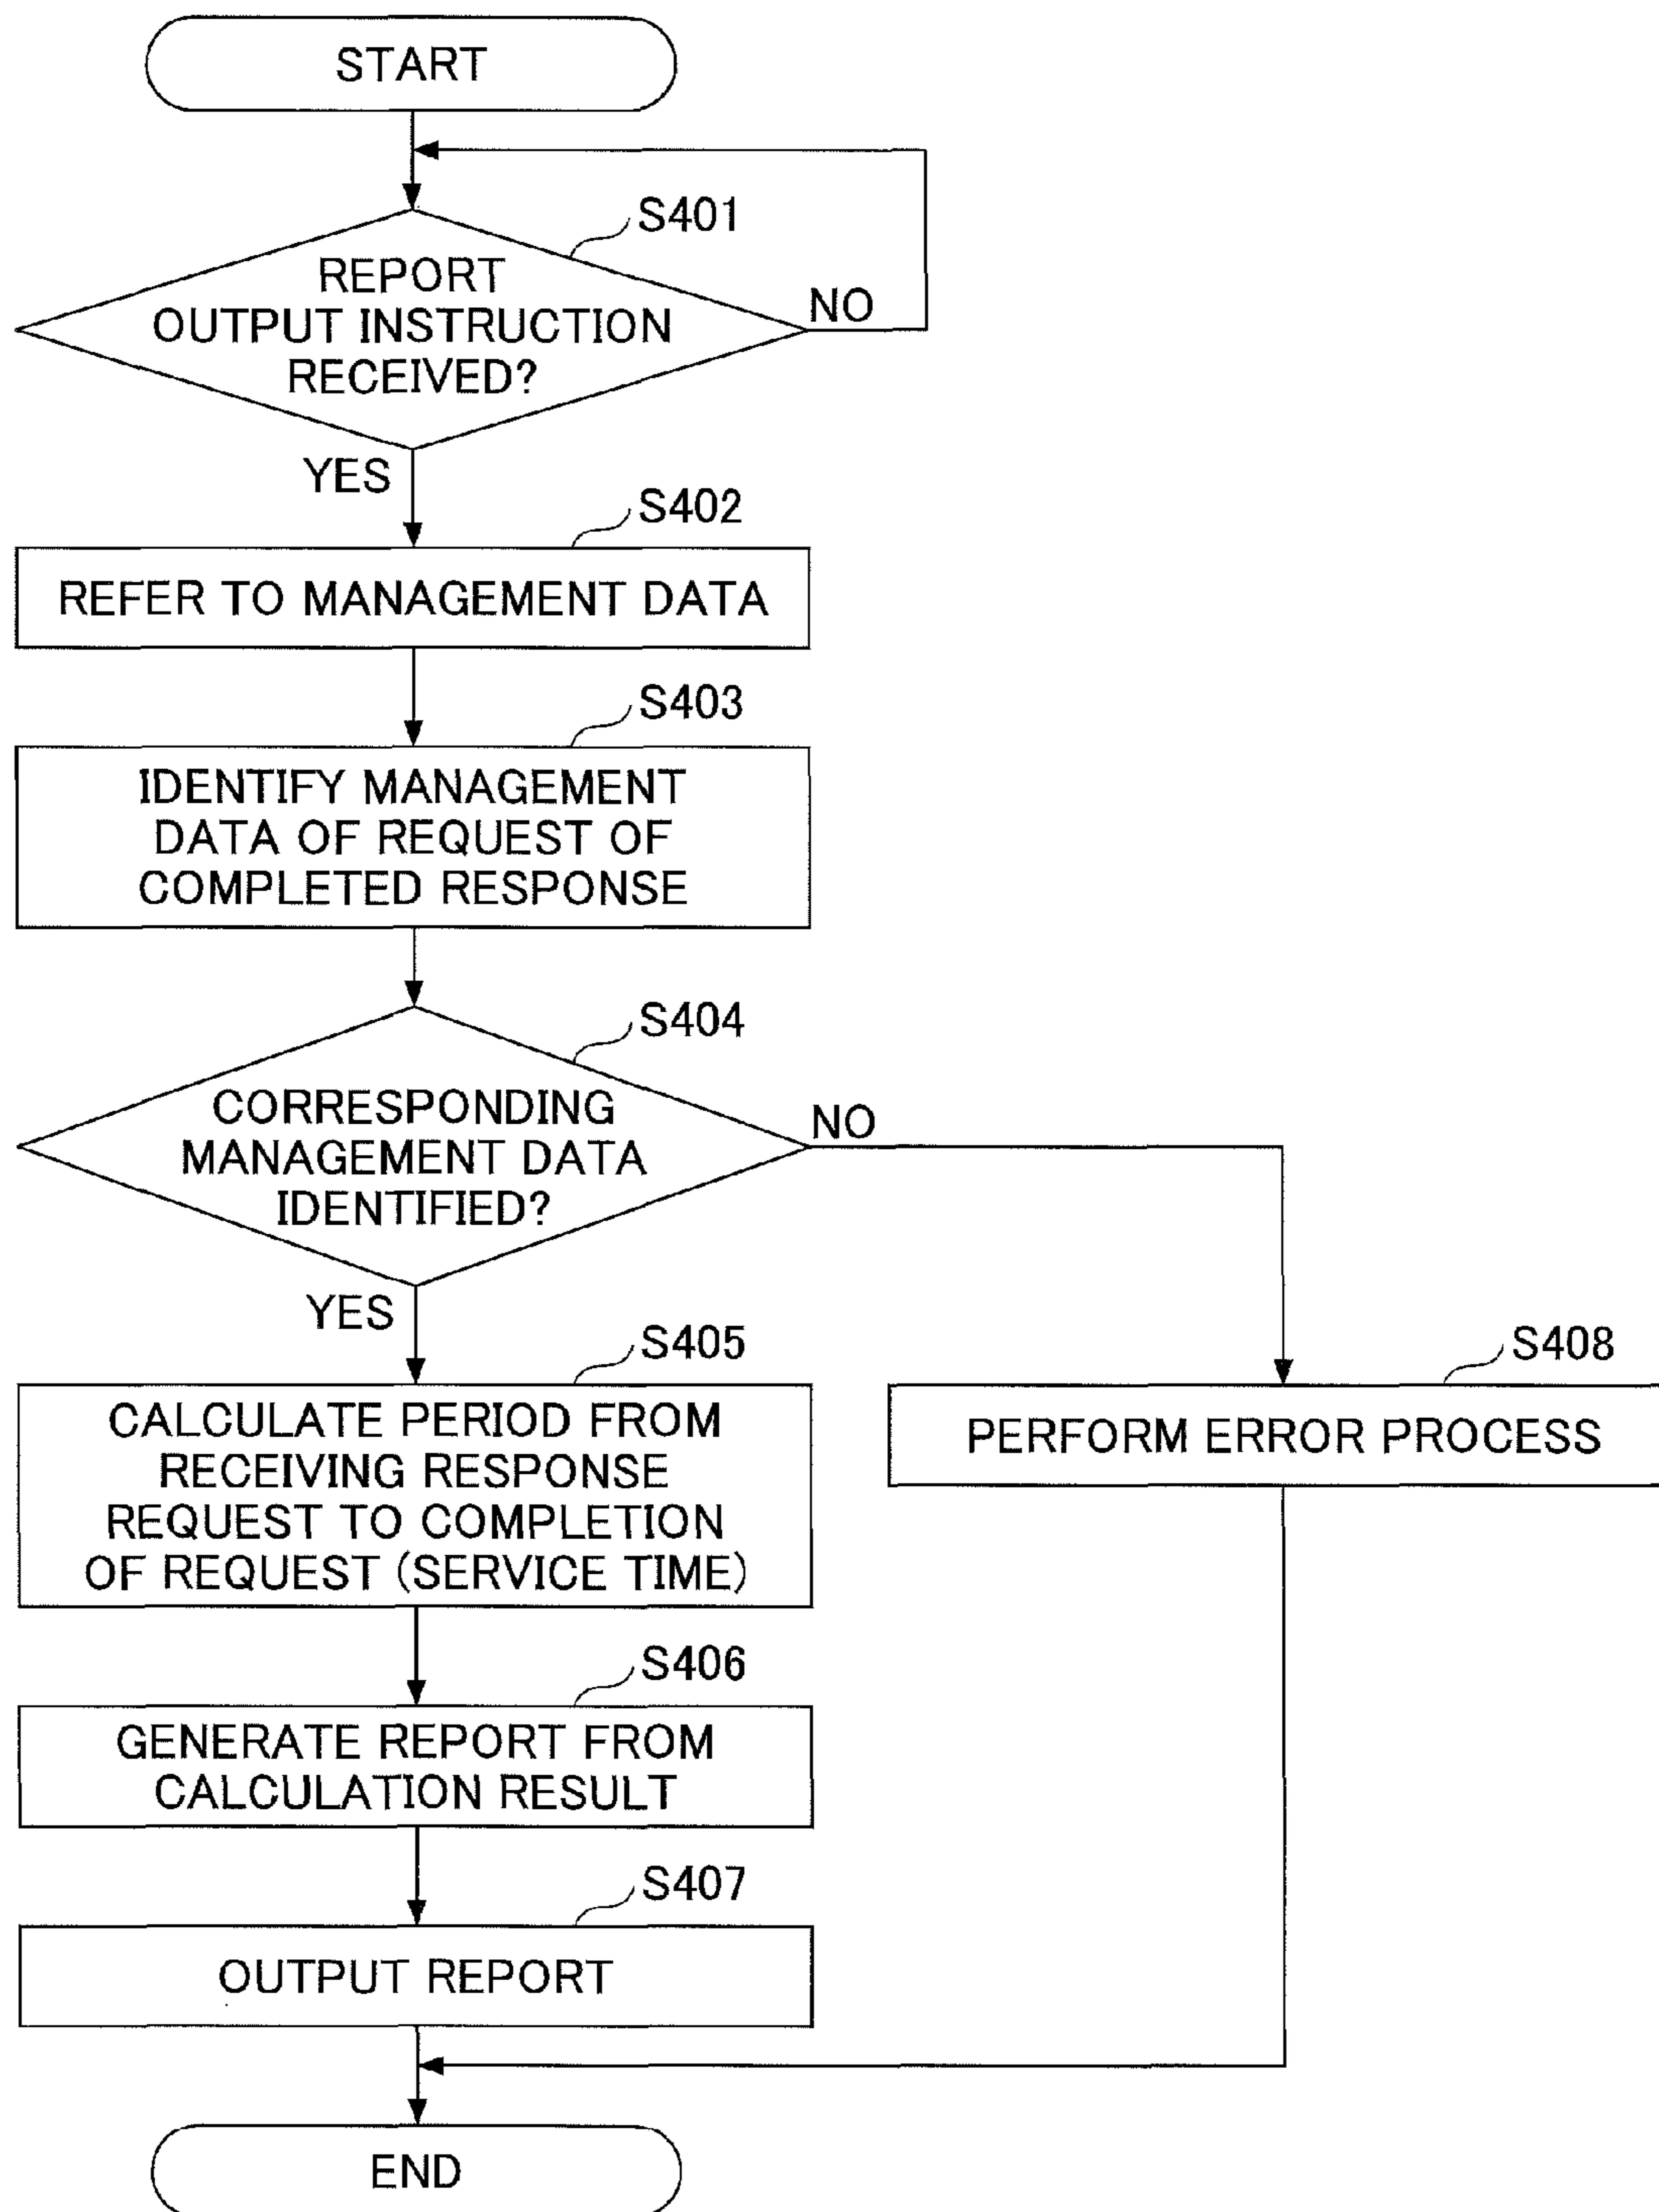 START
S401
REPORT
OUTPUT INSTRUCTION
RECEIVED?
NO
YES
S402
REFER TO MANAGEMENT DATA
S403
IDENTIFY MANAGEMENT
DATA OF REQUEST OF
COMPLETED RESPONSE
S404
CORRESPONDING
MANAGEMENT DATA
IDENTIFIED?
NO
YES
S405
CALCULATE PERIOD FROM
RECEIVING RESPONSE
REQUEST TO COMPLETION
OF REQUEST (SERVICE TIME)
S408
PERFORM ERROR PROCESS
S406
GENERATE REPORT FROM
CALCULATION RESULT
S407
OUTPUT REPORT
END